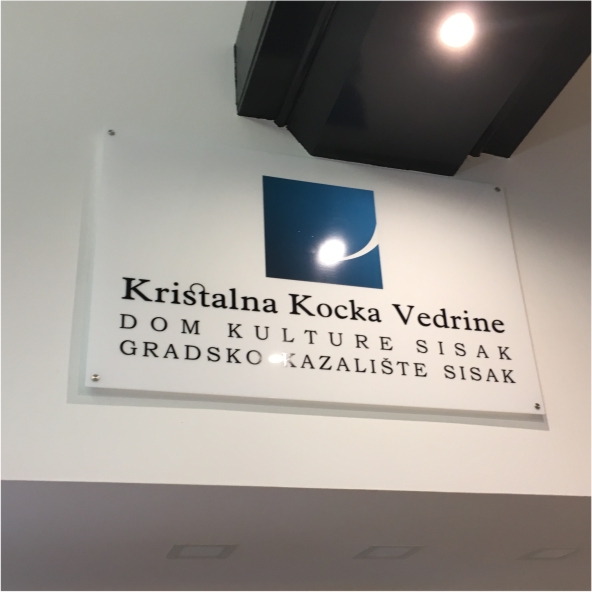 Kristalna Kocka Vedrine
DOM KULTURE SISAK
GRADSKO KAZALIŠTE SISAK